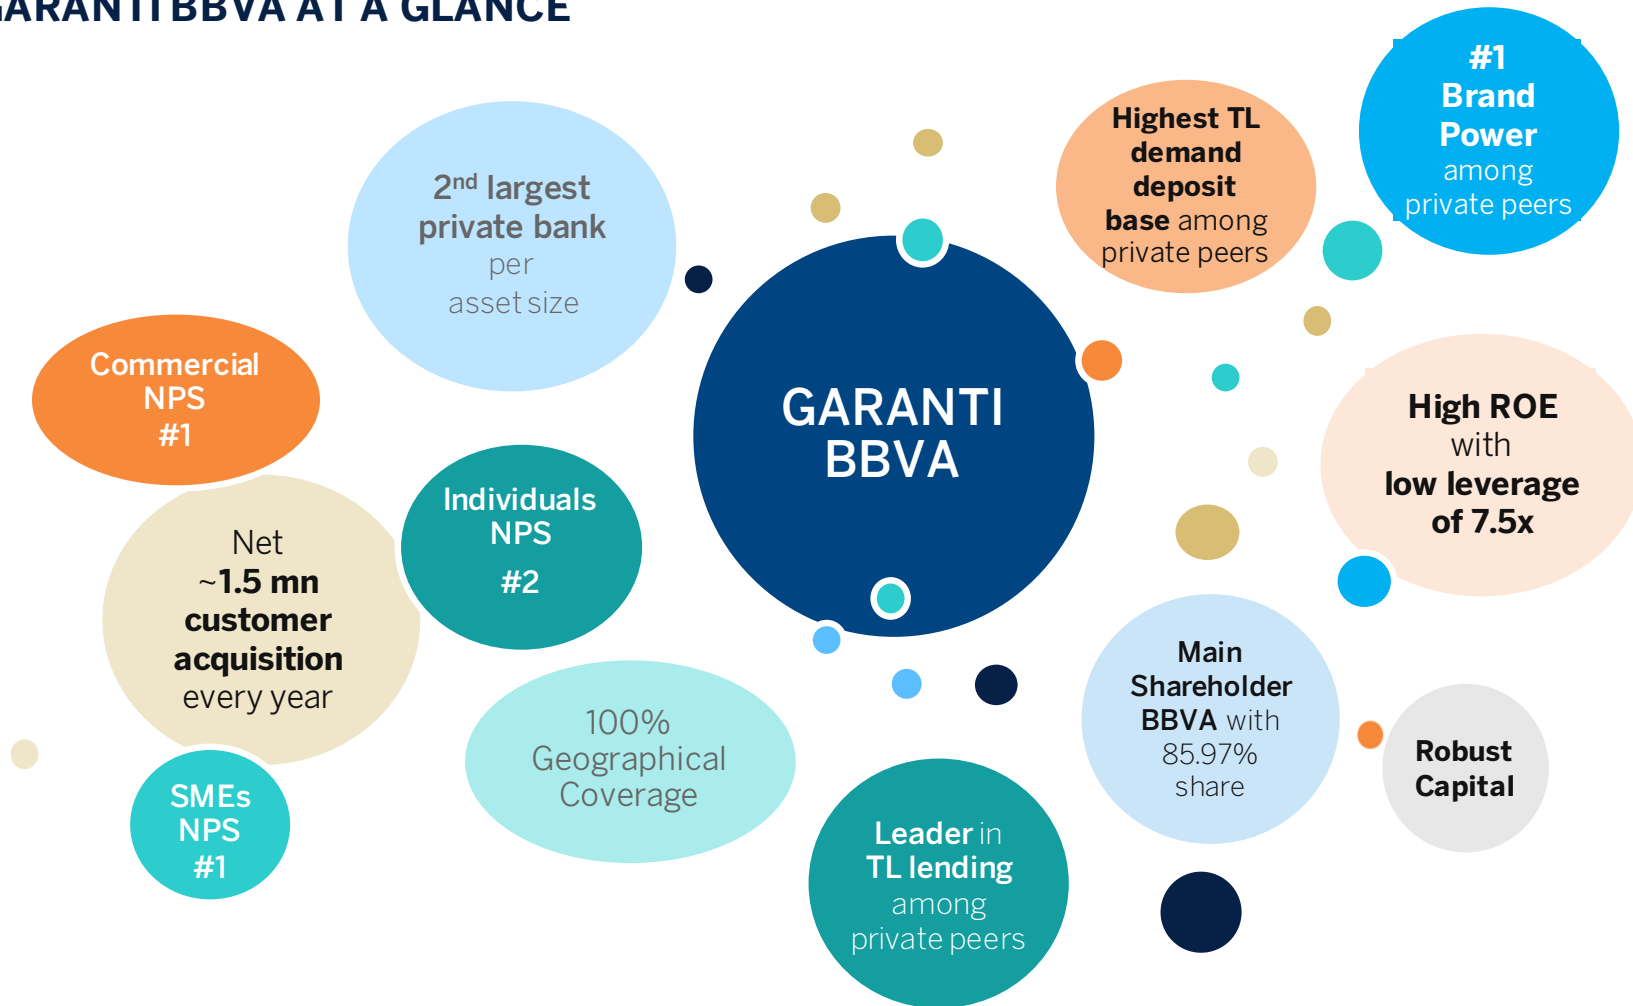 GARANTI BBVA AT A GLANCE
#1
Brand
Power
among
private peers
Highest TL
demand
deposit
base among
private peers
2nd largest
private bank
per
asset size
Commercial
NPS
#1
GARANTI
BBVA
High ROE
with
low leverage
of 7.5x
Individuals
NPS
#2
Net
~1.5 mn
customer
acquisition
every year
Main
Shareholder
BBVA with
85.97%
share
100%
Geographical
Coverage
Robust
Capital
SMEs
NPS
#1
Leader in
TL lending
among
private peers